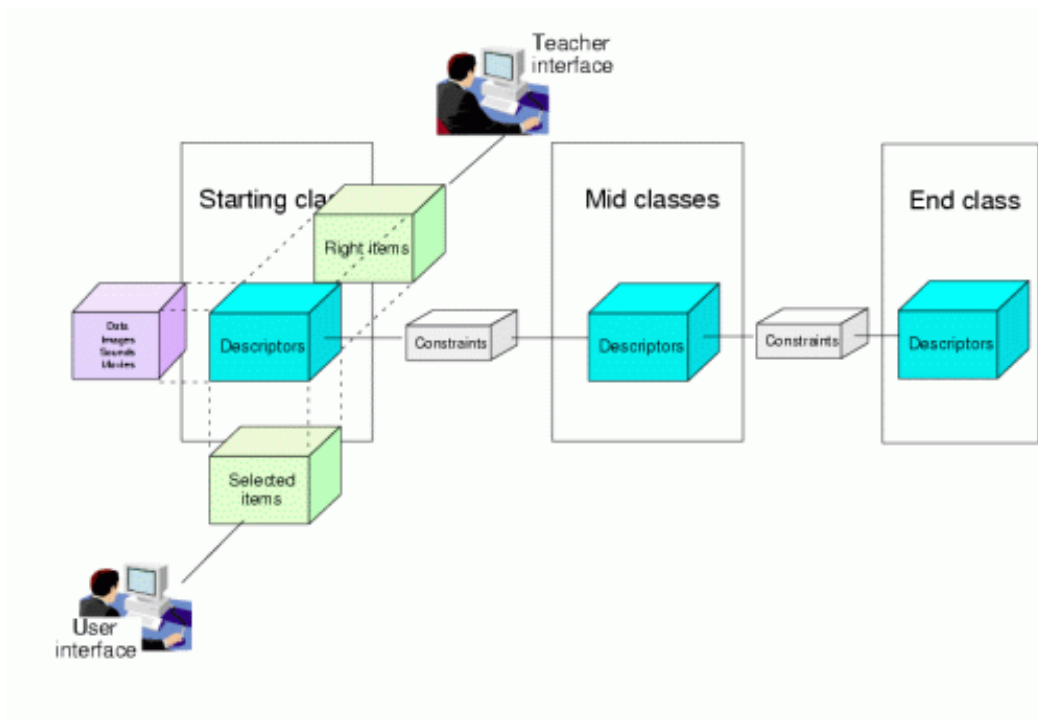 Teacher
interface
Starting clas
Mid classes
End class
Right items
Data
Images
Sounds
Movies
Descriptors
Constraints
Descriptors
Constraints
Descriptors
Selected
items
User
interface